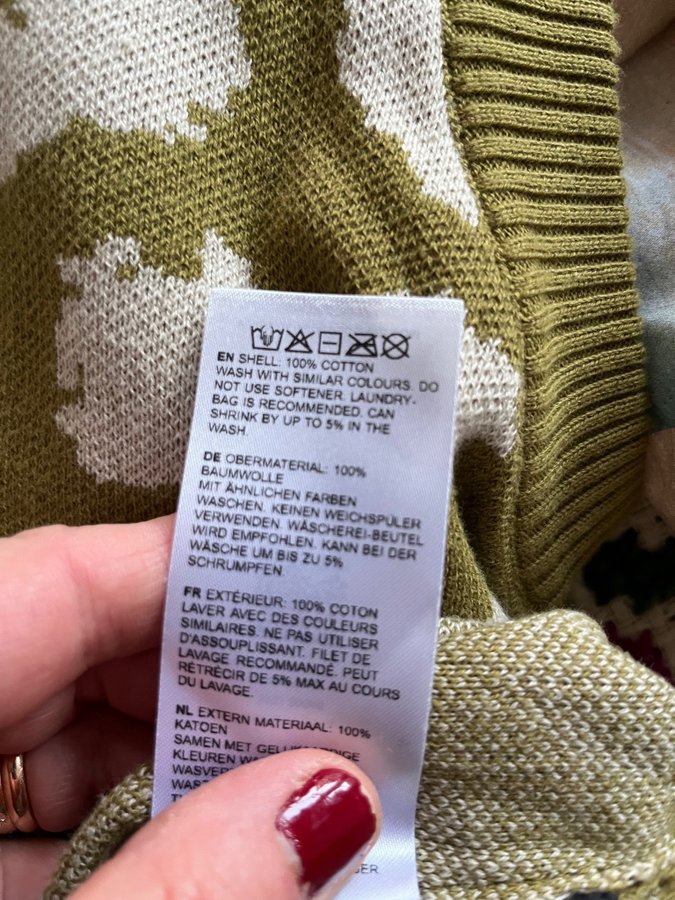 EN SHELL: 100% COTTON
WASH WITH SIMILAR COLOURS. DO
NOT USE SOFTENER. LAUNDRY-
BAG IS RECOMMENDED. CAN
SHRINK BY UP TO 5% IN THE
WASH.
DE OBERMATERIAL: 100%
BAUMWOLLE
MIT ÄHNLICHEN FARBEN
WASCHEN. KEINEN WEICHSPÜLER
VERWENDEN. WÄSCHEREI-BEUTEL
WIRD EMPFOHLEN. KANN BEI DER
WÄSCHE UM BIS ZU 5%
SCHRUMPFEN.
FR EXTÉRIEUR: 100% COTON
LAVER AVEC DES COULEURS
SIMILAIRES. NE PAS UTILISER
D'ASSOUPLISSANT. FILET DE
LAVAGE RECOMMANDÉ. PEUT
RÉTRÉCIR DE 5% MAX AU COURS
DU LAVAGE.
NL EXTERN MATERIAAL: 100%
KATOEN
SAMEN MET
KLEUREN